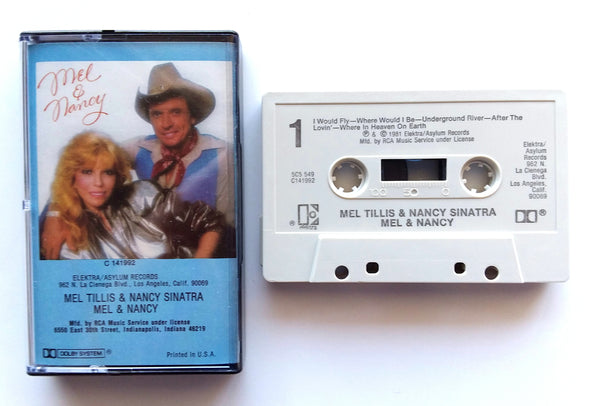 Mel
&
Nancy
C 141992
ELEKTRA/ASYLUM RECORDS
962 N. La Cienega Blvd., Los Angeles, Calif. 90069
MEL TILLIS & NANCY SINATRA
MEL & NANCY
Mfd. by RCA Music Service under license
6550 East 30th Street, Indianapolis, Indiana 46219
DOLBY SYSTEM ®
Printed in U.S.A.
1
I Would Fly—Where Would I Be—Underground River—After The
Lovin'—Where In Heaven On Earth
℗ & © 1981 Elektra/Asylum Records
Mfd. by RCA Music Service under License
5C5 549
C141992
Elektra/
Asylum
Records
962 N.
La Cienega
Blvd.
Los Angeles,
Calif.
90069
50
MEL TILLIS & NANCY SINATRA
MEL & NANCY